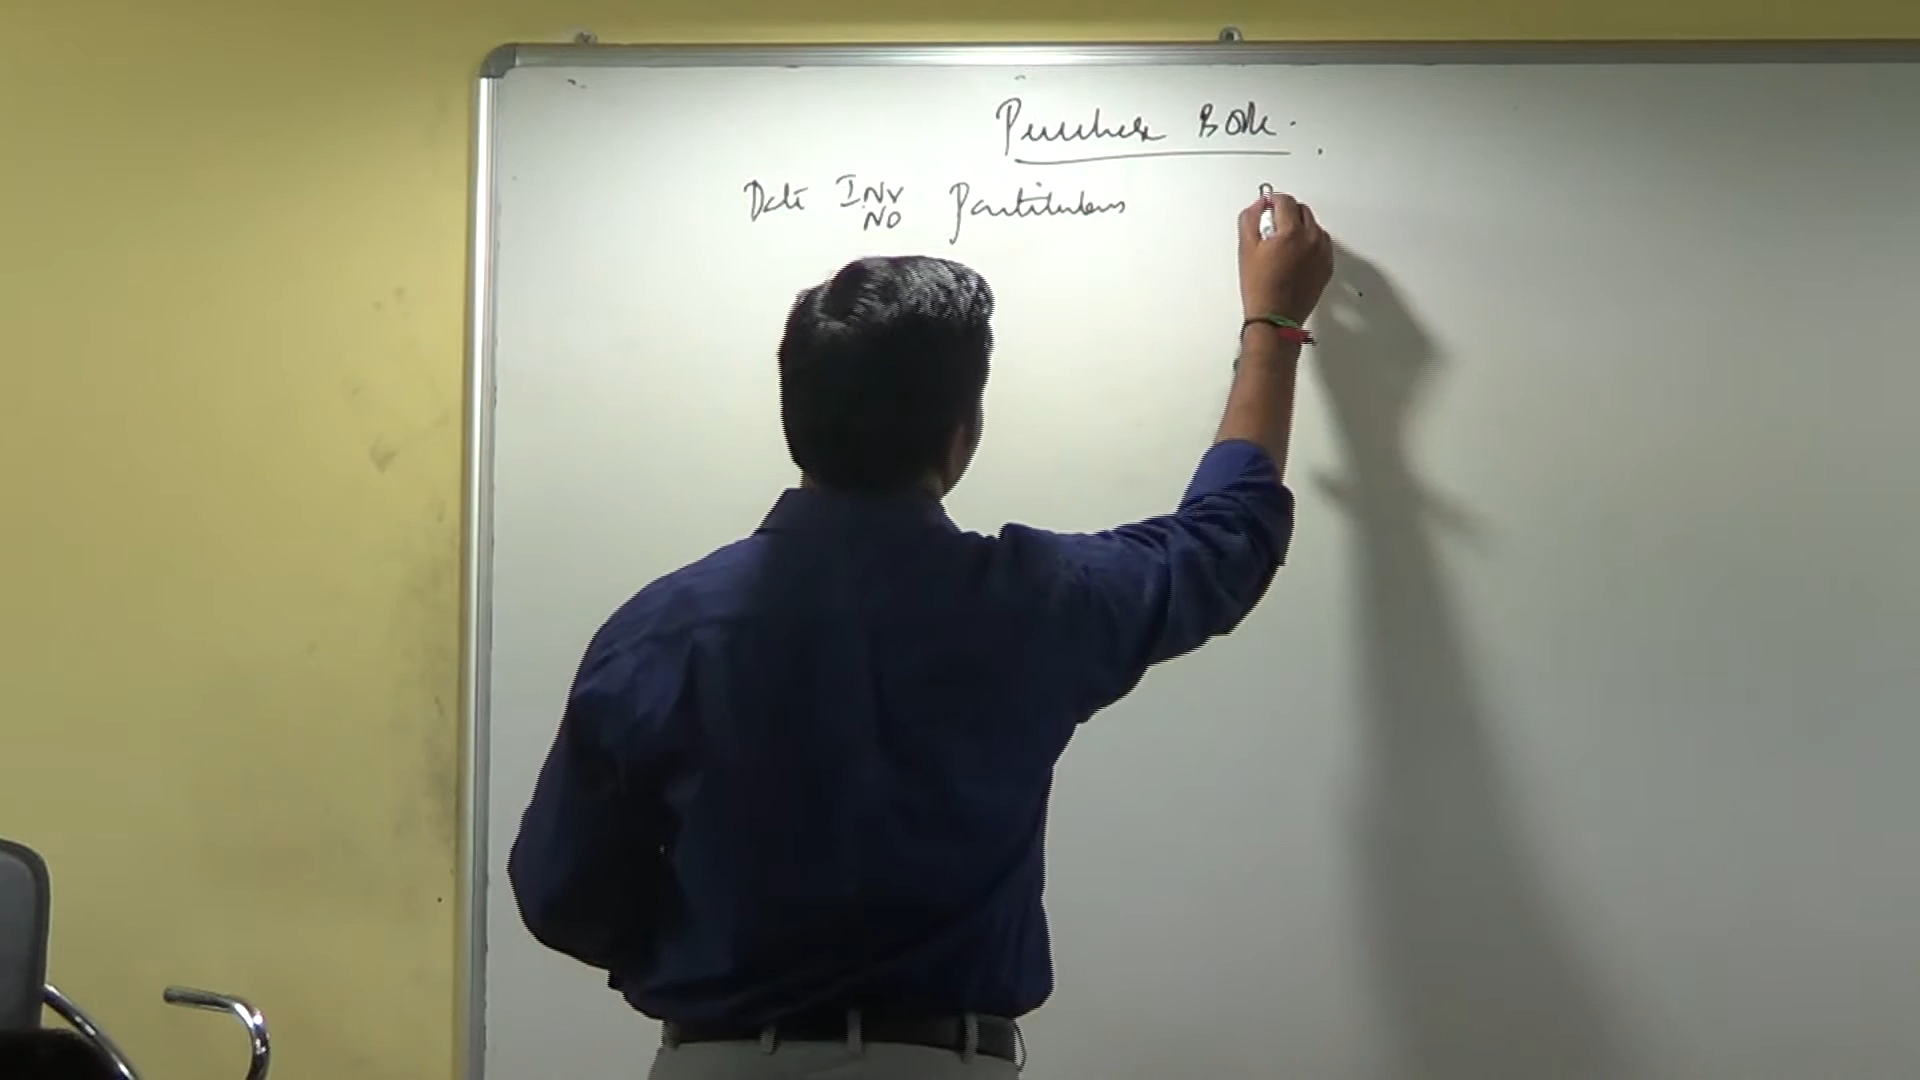 Purchase Book.
Date INV NO Particulars